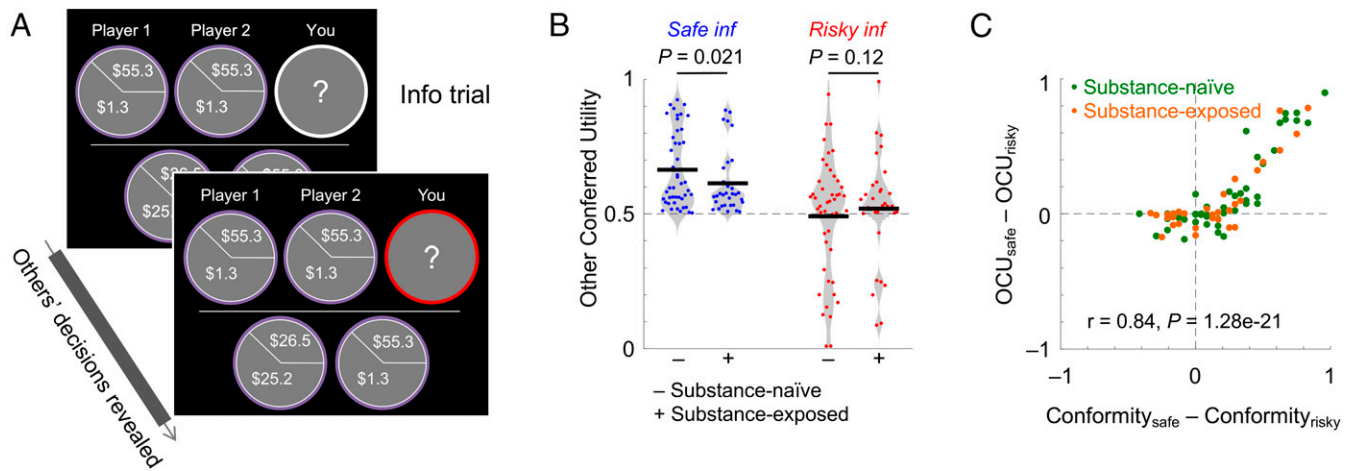 A
Player 1 Player 2 You
$55.3 $55.3
$1.3 $1.3
?
Info trial
Player 1 Player 2 You
$55.3 $55.3
$1.3 $1.3
?
$26.5 $55.3
$25.2 $1.3
Others' decisions revealed
B
Safe inf Risky inf
P = 0.021 P = 0.12
Other Conferred Utility
1
0.5
0
– + – +
– Substance-naïve
+ Substance-exposed
C
Substance-naïve
Substance-exposed
OCUsafe – OCUrisky
1
0
–1
r = 0.84, P = 1.28e-21
–1 0 1
Conformitysafe – Conformityrisky